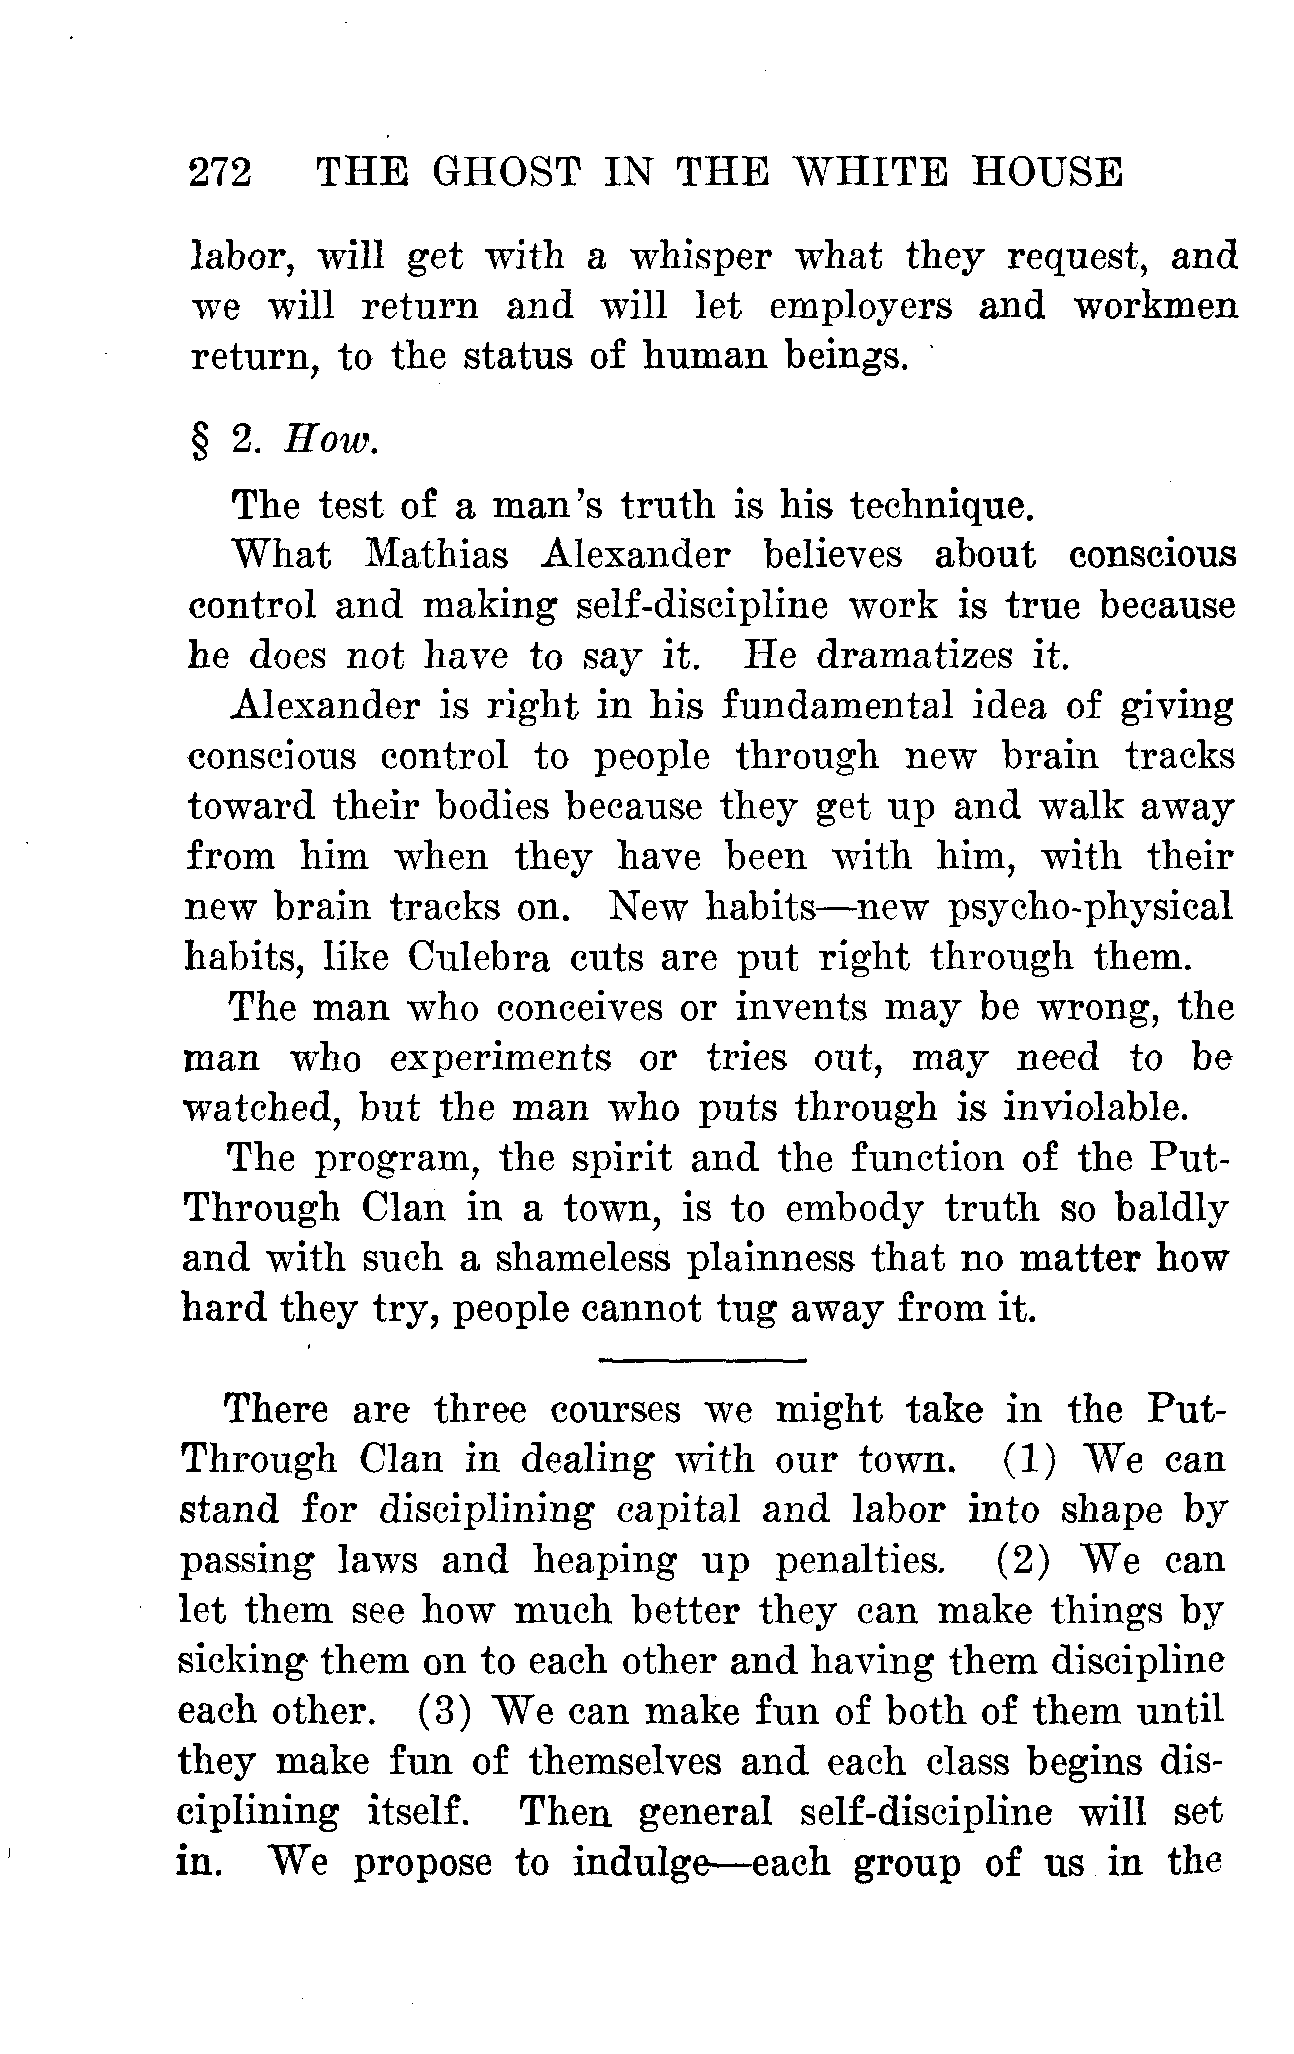 272 THE GHOST IN THE WHITE HOUSE
labor, will get with a whisper what they request, and
we will return and will let employers and workmen
return, to the status of human beings.
§ 2. How.
The test of a man's truth is his technique.
What Mathias Alexander believes about conscious
control and making self-discipline work is true because
he does not have to say it. He dramatizes it.
Alexander is right in his fundamental idea of giving
conscious control to people through new brain tracks
toward their bodies because they get up and walk away
from him when they have been with him, with their
new brain tracks on. New habits—new psycho-physical
habits, like Culebra cuts are put right through them.
The man who conceives or invents may be wrong, the
man who experiments or tries out, may need to be
watched, but the man who puts through is inviolable.
The program, the spirit and the function of the Put-
Through Clan in a town, is to embody truth so baldly
and with such a shameless plainness that no matter how
hard they try, people cannot tug away from it.
There are three courses we might take in the Put-
Through Clan in dealing with our town. (1) We can
stand for disciplining capital and labor into shape by
passing laws and heaping up penalties. (2) We can
let them see how much better they can make things by
sicking them on to each other and having them discipline
each other. (3) We can make fun of both of them until
they make fun of themselves and each class begins dis-
ciplining itself. Then general self-discipline will set
in. We propose to indulge—each group of us in the